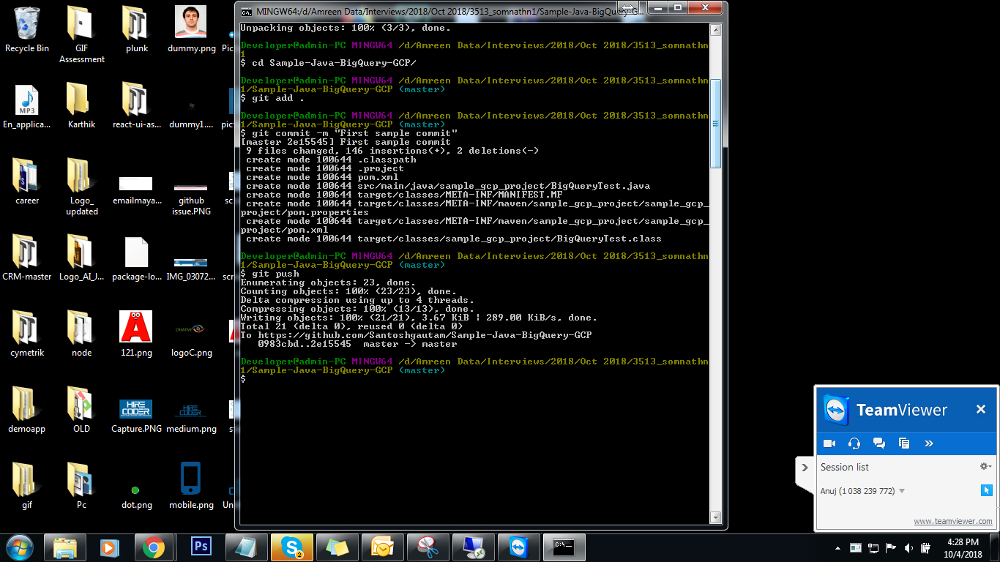 Recycle Bin
GIF Assessment
plunk
dummy.png
En_applica...
Karthik
react-ui-as...
dummy1....
career
Logo_updated
emailmaya...
github issue.PNG
CRM-master
Logo_AI_J...
package-lo...
IMG_03072...
cymetrik
node
121.png
logoC.png
demoapp
OLD
Capture.PNG
medium.png
gif
Pc
dot.png
mobile.png
MP3
A
CREATIVE
HIRE
CODER
MINGW64:/d/Amreen Data/Interviews/2018/Oct 2018/3513_somnathn1/Sample-Java-BigQuery-G...
Unpacking objects: 100% (3/3), done.
Developer@admin-PC MINGW64 /d/Amreen Data/Interviews/2018/Oct 2018/3513_somnathn
1
$ cd Sample-Java-BigQuery-GCP/
Developer@admin-PC MINGW64 /d/Amreen Data/Interviews/2018/Oct 2018/3513_somnathn
1/Sample-Java-BigQuery-GCP (master)
$ git add .
Developer@admin-PC MINGW64 /d/Amreen Data/Interviews/2018/Oct 2018/3513_somnathn
1/Sample-Java-BigQuery-GCP (master)
$ git commit -m "First sample commit"
[master 2e15545] First sample commit
9 files changed, 146 insertions(+), 2 deletions(-)
create mode 100644 .classpath
create mode 100644 .project
create mode 100644 pom.xml
create mode 100644 src/main/java/sample_gcp_project/BigQueryTest.java
create mode 100644 target/classes/META-INF/MANIFEST.MF
create mode 100644 target/classes/META-INF/maven/sample_gcp_project/sample_gcp_
project/pom.properties
create mode 100644 target/classes/META-INF/maven/sample_gcp_project/sample_gcp_
project/pom.xml
create mode 100644 target/classes/sample_gcp_project/BigQueryTest.class
Developer@admin-PC MINGW64 /d/Amreen Data/Interviews/2018/Oct 2018/3513_somnathn
1/Sample-Java-BigQuery-GCP (master)
$ git push
Enumerating objects: 23, done.
Counting objects: 100% (23/23), done.
Delta compression using up to 4 threads.
Compressing objects: 100% (13/13), done.
Writing objects: 100% (21/21), 3.67 KiB | 289.00 KiB/s, done.
Total 21 (delta 0), reused 0 (delta 0)
To https://github.com/Santoshgautam/Sample-Java-BigQuery-GCP
0983cbd..2e15545  master -> master
Developer@admin-PC MINGW64 /d/Amreen Data/Interviews/2018/Oct 2018/3513_somnathn
1/Sample-Java-BigQuery-GCP (master)
$
TeamViewer
Session list
Anuj (1 038 239 772)
www.teamviewer.com
Ps
S
2
4:28 PM
10/4/2018